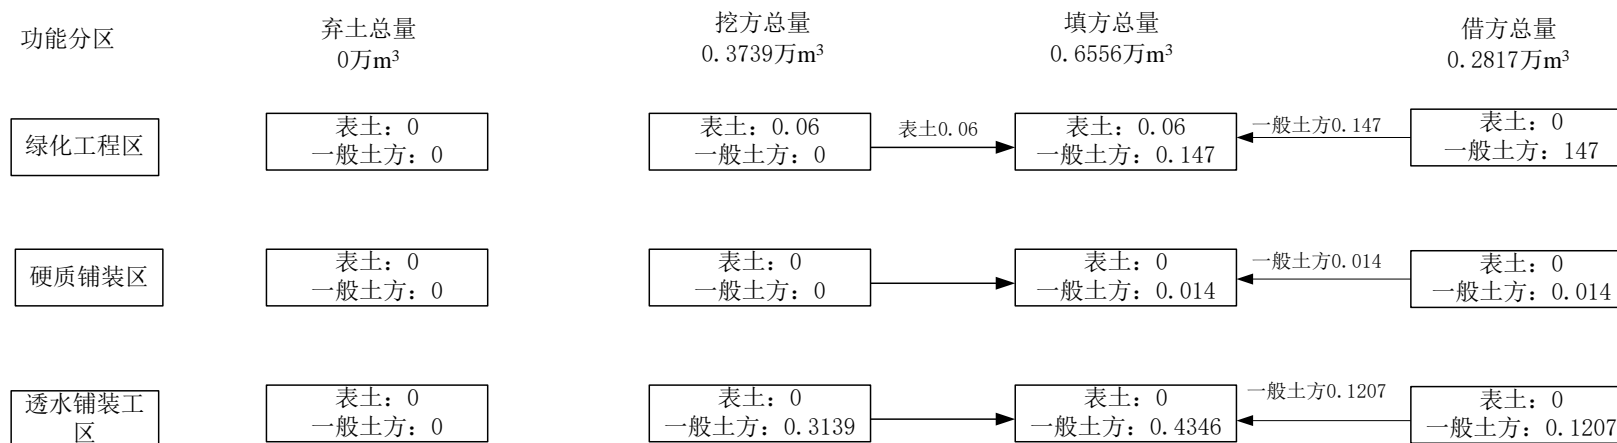 功能分区
弃土总量
0万m³
挖方总量
0.3739万m³
填方总量
0.6556万m³
借方总量
0.2817万m³
绿化工程区
表土：0
一般土方：0
表土：0.06
一般土方：0
表土0.06
表土：0.06
一般土方：0.147
一般土方0.147
表土：0
一般土方：147
硬质铺装区
表土：0
一般土方：0
表土：0
一般土方：0
表土：0
一般土方：0.014
一般土方0.014
表土：0
一般土方：0.014
透水铺装工
区
表土：0
一般土方：0
表土：0
一般土方：0.3139
表土：0
一般土方：0.4346
一般土方0.1207
表土：0
一般土方：0.1207